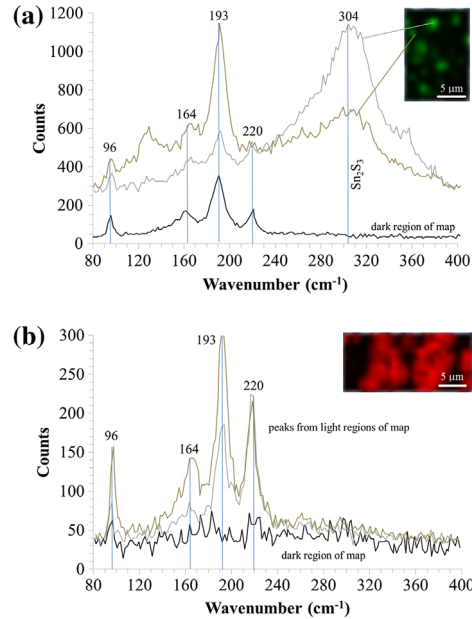 (a)
193
304
1200
1000
800
600
400
200
0
Counts
96
164
220
Sn₂S₃
5 μm
dark region of map
80 120 160 200 240 280 320 360 400
Wavenumber (cm⁻¹)
(b)
300
250
200
150
100
50
0
Counts
96
164
193
220
5 μm
peaks from light regions of map
dark region of map
80 120 160 200 240 280 320 360 400
Wavenumber (cm⁻¹)